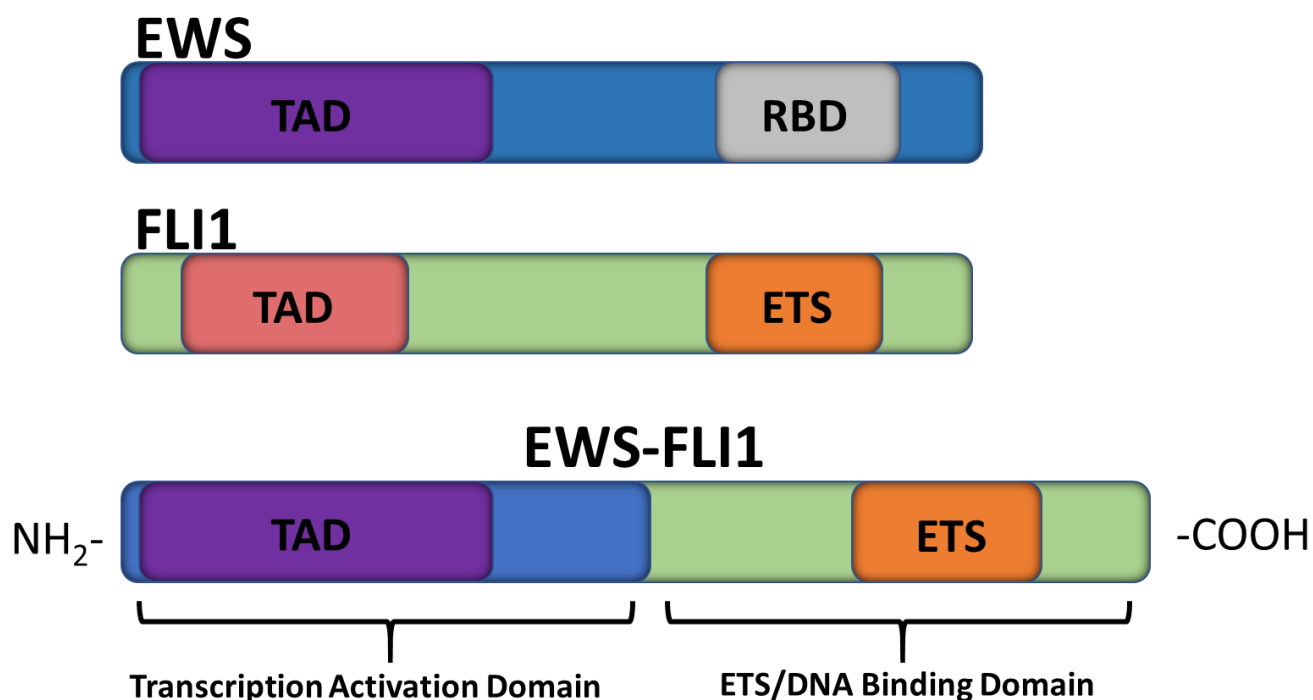 EWS
TAD RBD
FLI1
TAD ETS
EWS-FLI1
NH₂- TAD ETS -COOH
Transcription Activation Domain ETS/DNA Binding Domain